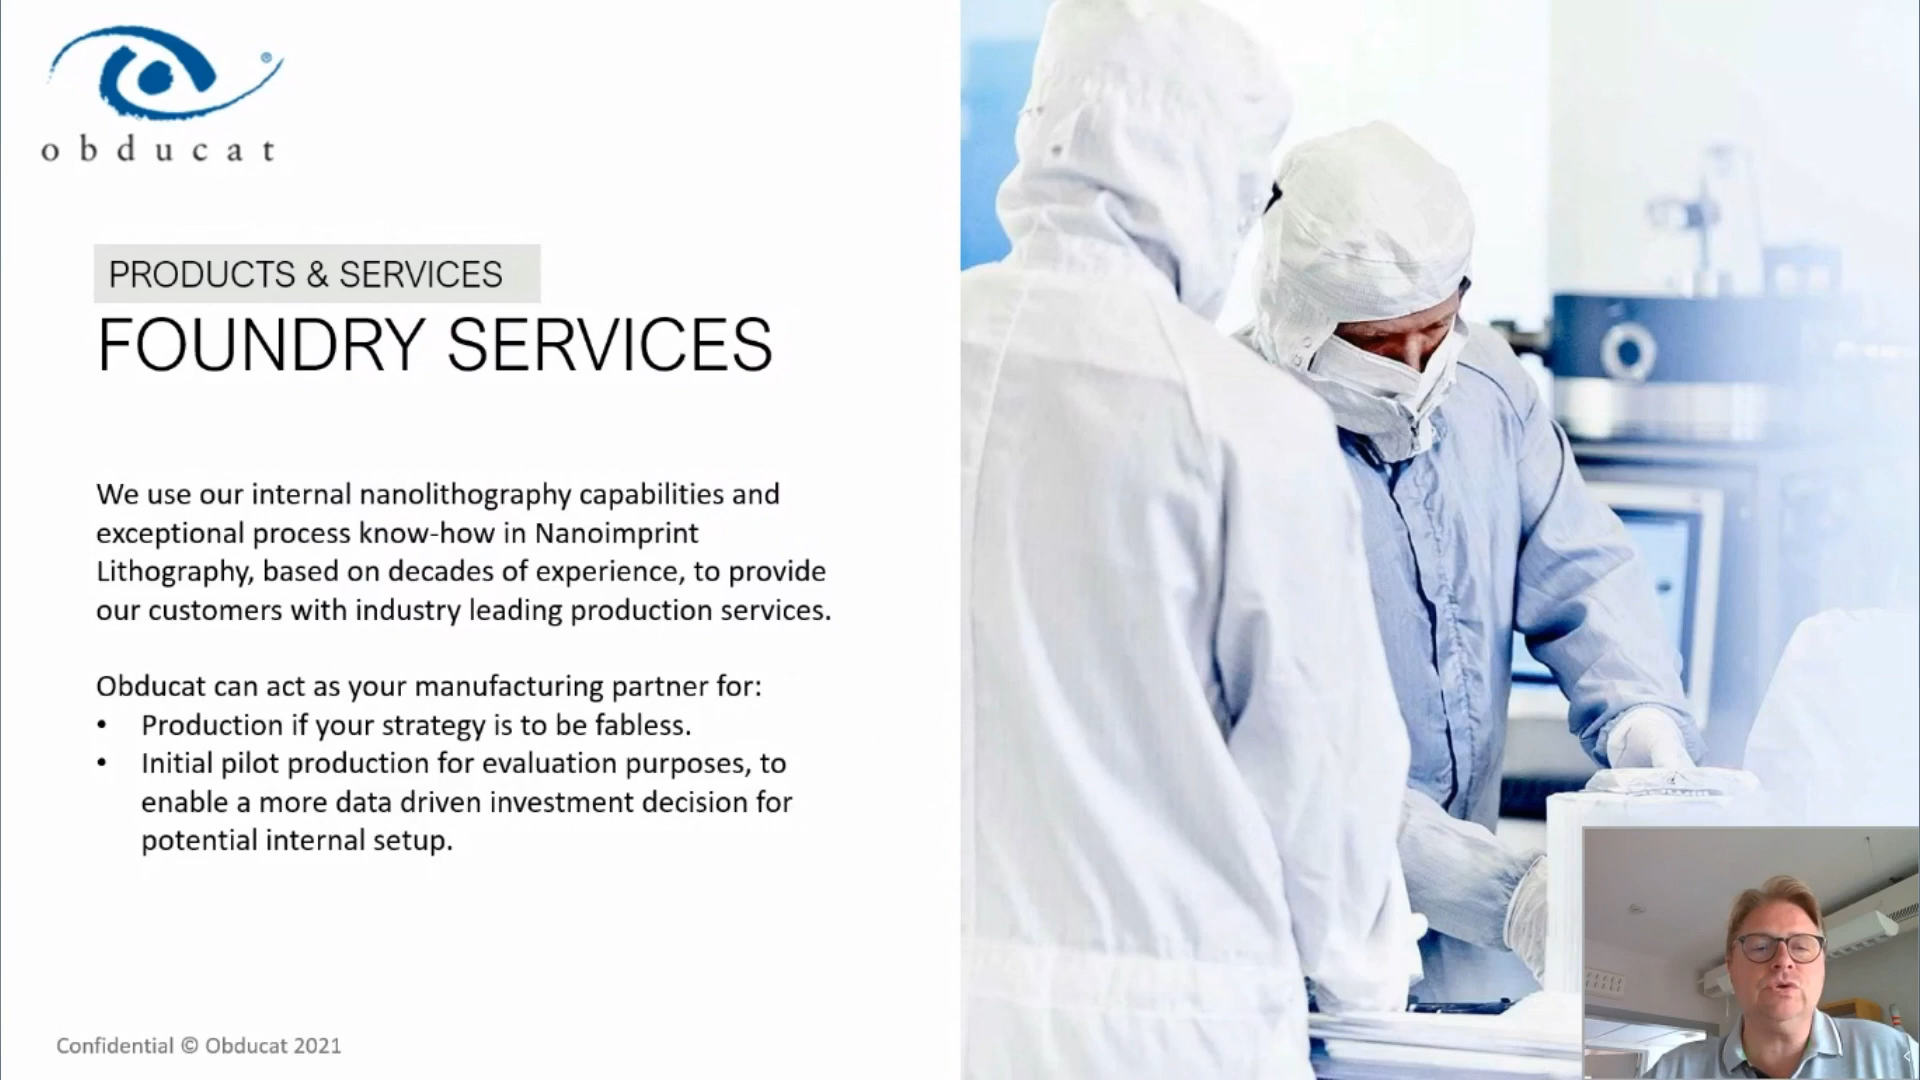 ®
obducat
PRODUCTS & SERVICES
FOUNDRY SERVICES
We use our internal nanolithography capabilities and
exceptional process know-how in Nanoimprint
Lithography, based on decades of experience, to provide
our customers with industry leading production services.
Obducat can act as your manufacturing partner for:
• Production if your strategy is to be fabless.
• Initial pilot production for evaluation purposes, to
enable a more data driven investment decision for
potential internal setup.
Confidential © Obducat 2021